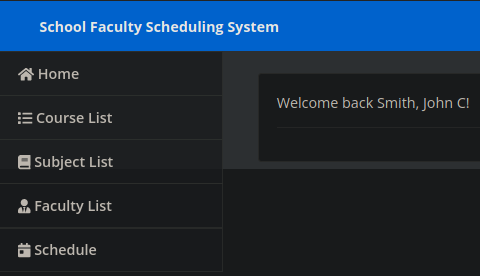 School Faculty Scheduling System
Home
Course List
Subject List
Faculty List
Schedule
Welcome back Smith, John C!